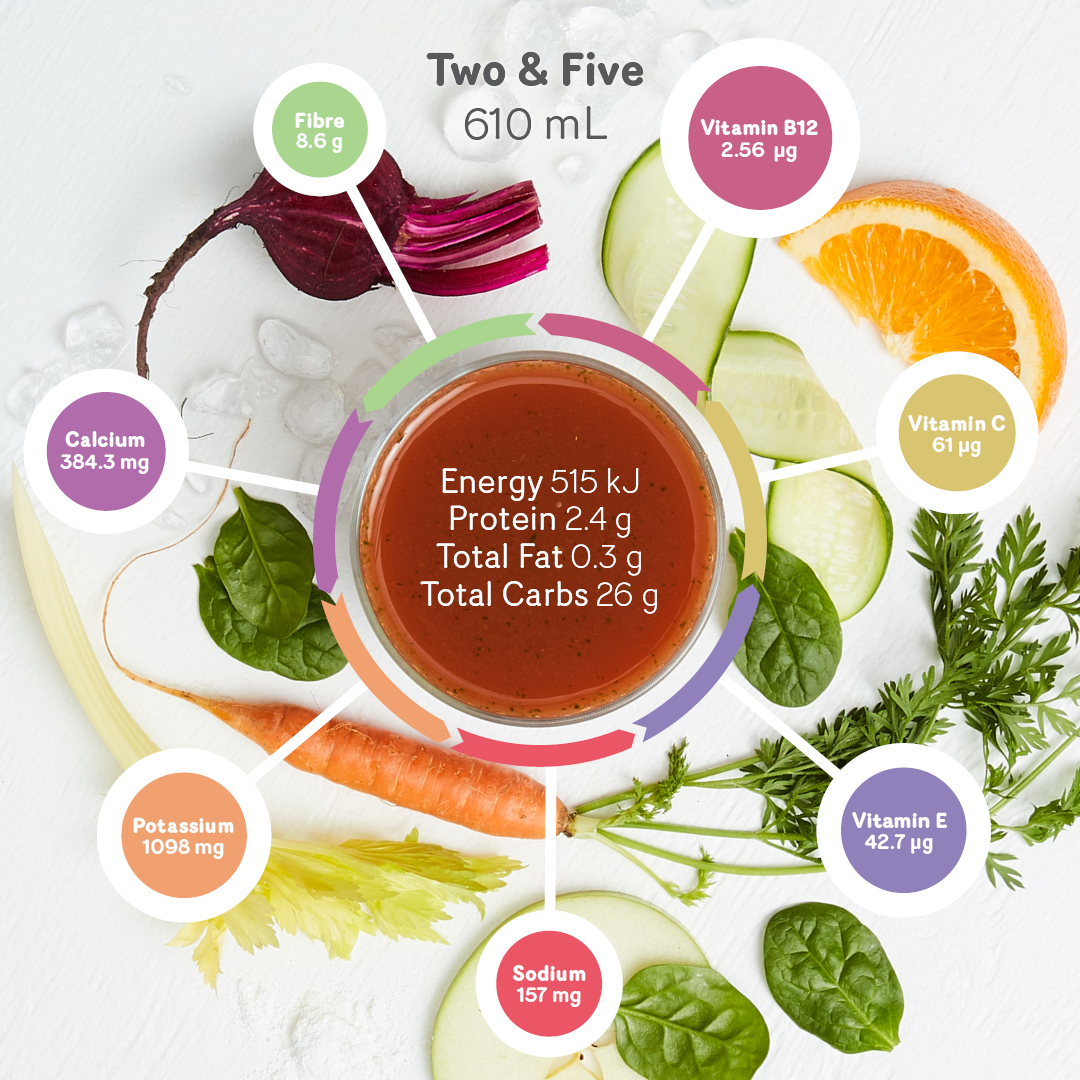 Two & Five
610 mL
Fibre
8.6 g
Vitamin B12
2.56 µg
Calcium
384.3 mg
Vitamin C
61 µg
Energy 515 kJ
Protein 2.4 g
Total Fat 0.3 g
Total Carbs 26 g
Potassium
1098 mg
Vitamin E
42.7 µg
Sodium
157 mg